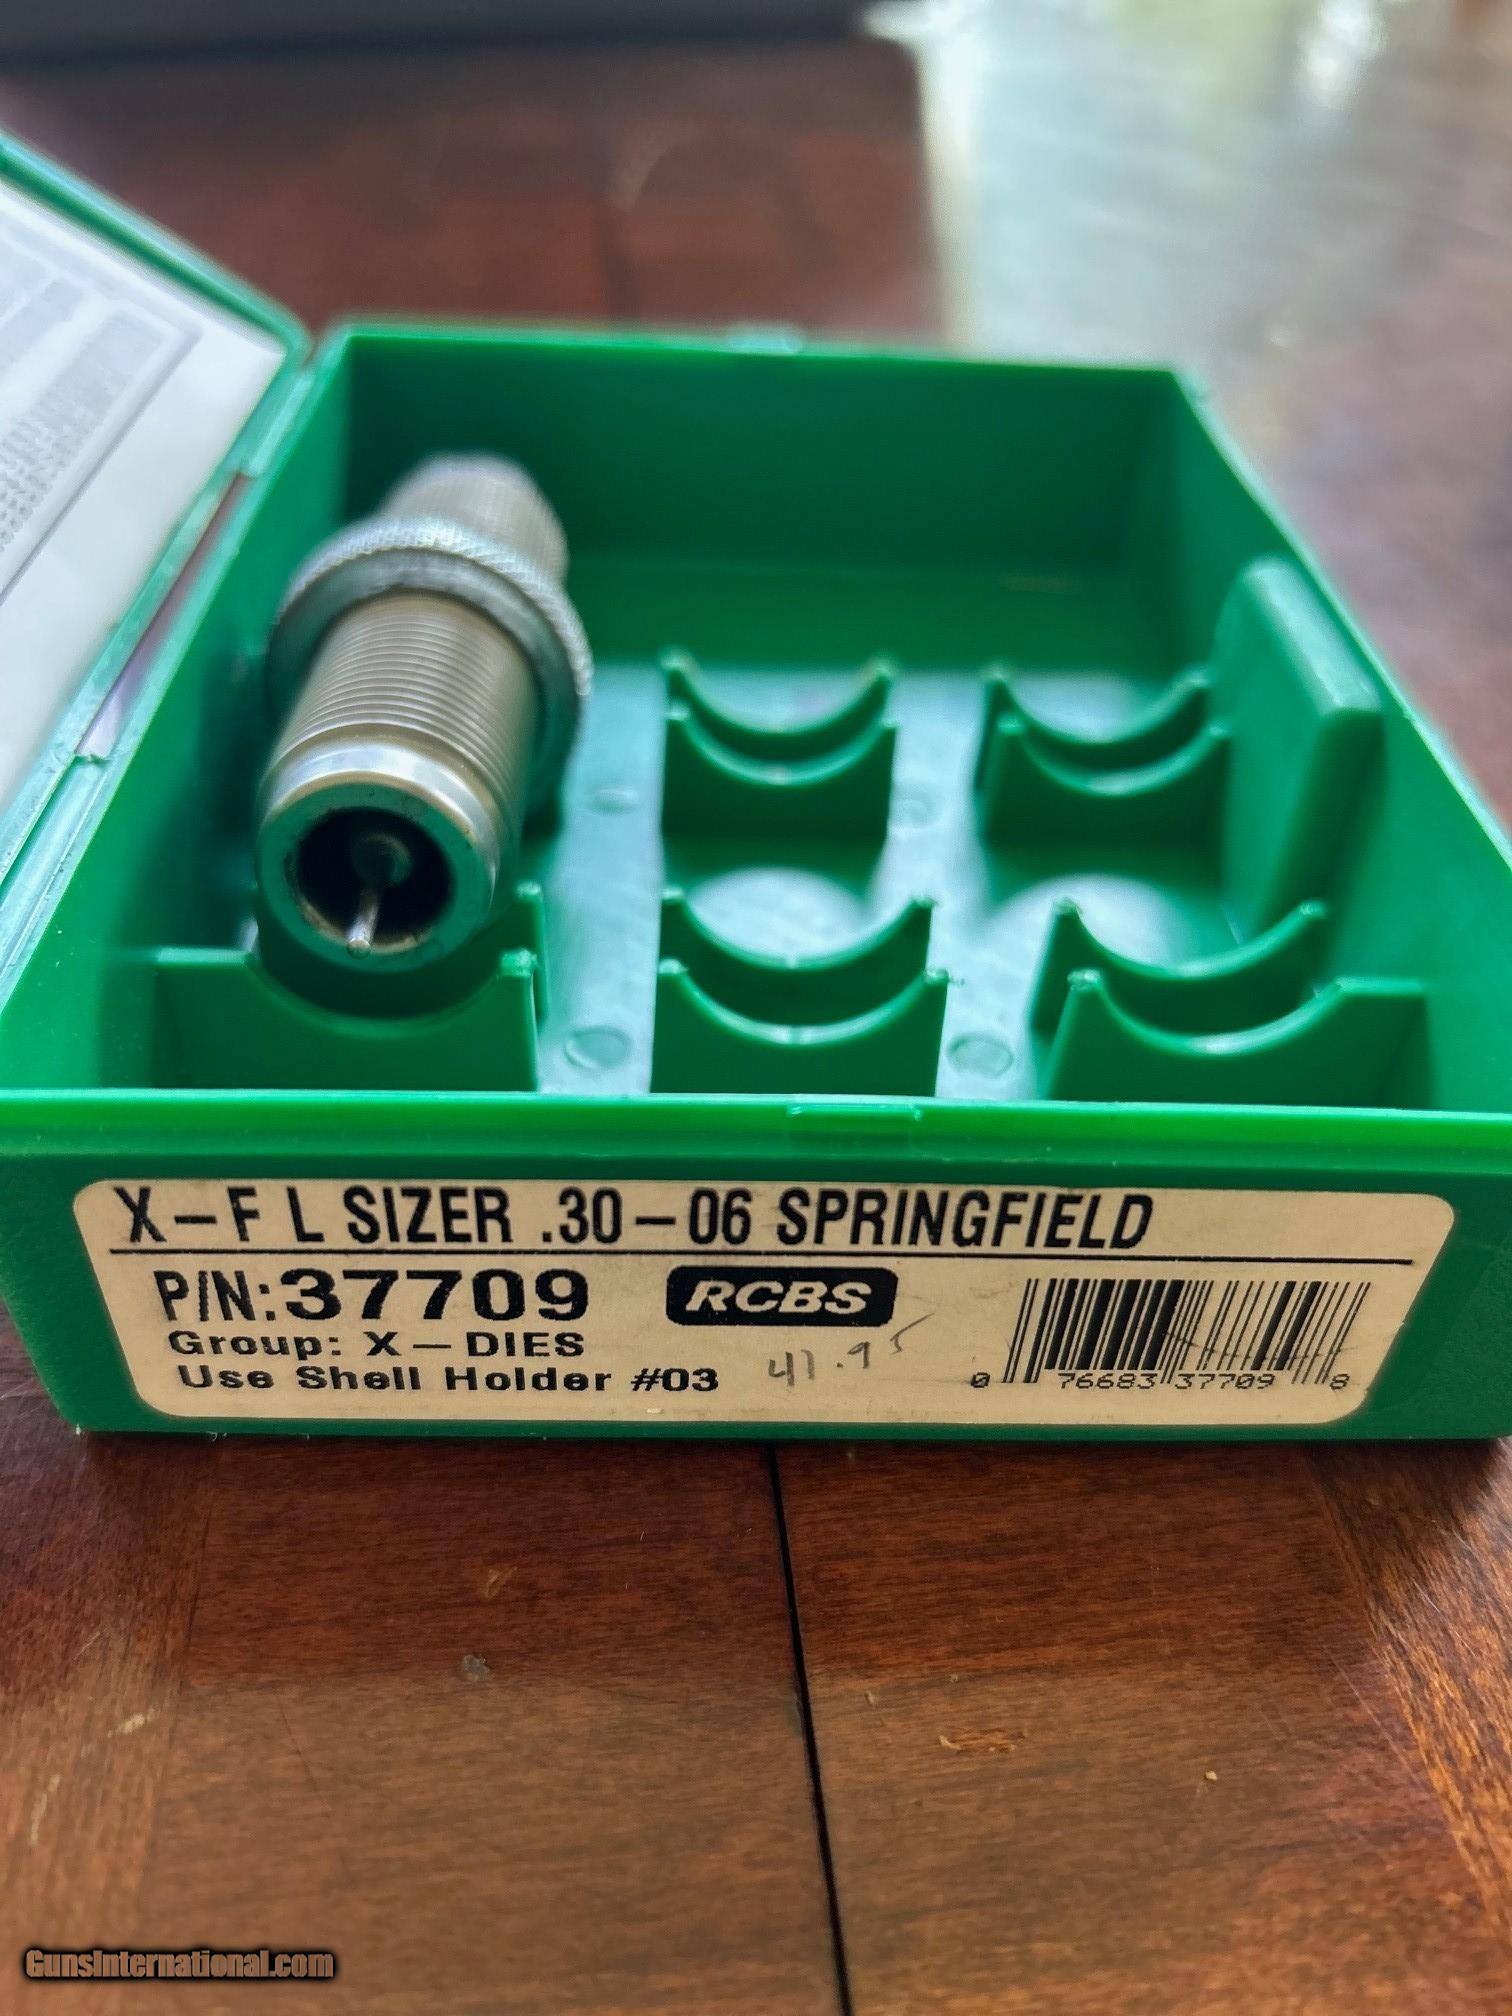 X-F L SIZER .30-06 SPRINGFIELD
P/N:37709
RCBS
Group: X-DIES
Use Shell Holder #03
41.95
0 76683 37709 8
GunsInternational.com